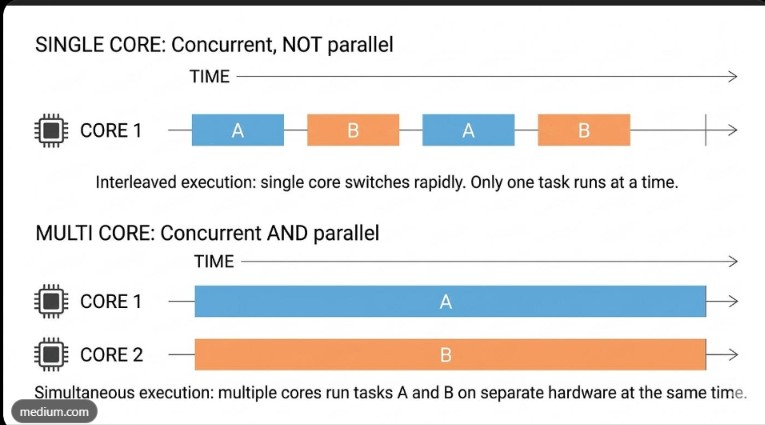 SINGLE CORE: Concurrent, NOT parallel
TIME
CORE 1
A B A B
Interleaved execution: single core switches rapidly. Only one task runs at a time.
MULTI CORE: Concurrent AND parallel
TIME
CORE 1 A
CORE 2 B
Simultaneous execution: multiple cores run tasks A and B on separate hardware at the same time.
medium.com